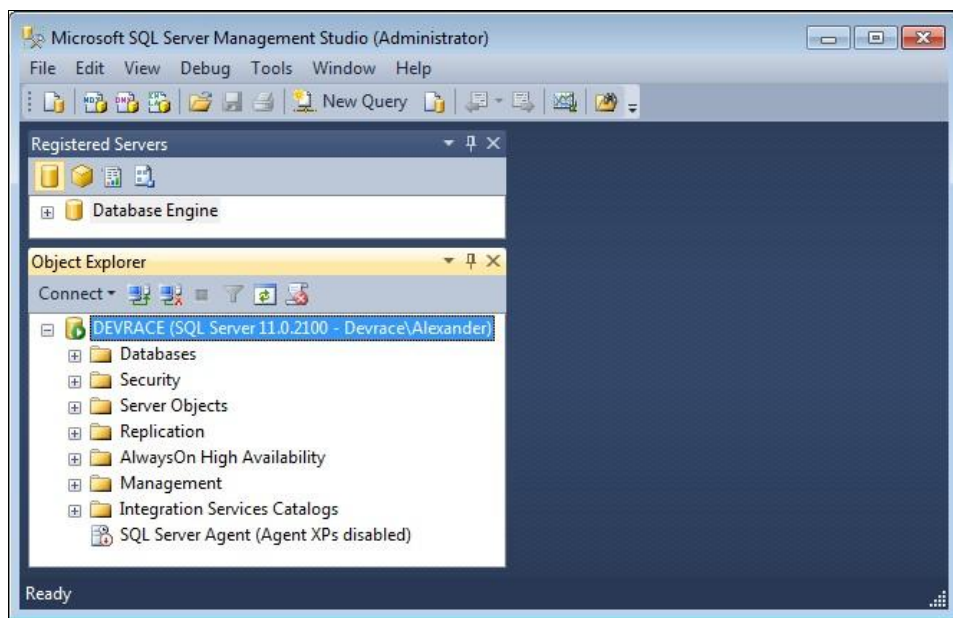 Microsoft SQL Server Management Studio (Administrator)
File Edit View Debug Tools Window Help
New Query
Registered Servers
Database Engine
Object Explorer
Connect
DEVRACE (SQL Server 11.0.2100 - Devrace\Alexander)
Databases
Security
Server Objects
Replication
AlwaysOn High Availability
Management
Integration Services Catalogs
SQL Server Agent (Agent XPs disabled)
Ready